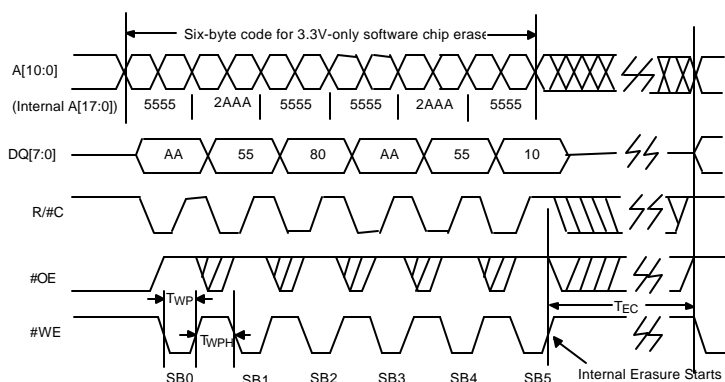 Six-byte code for 3.3V-only software chip erase
A[10:0]
(Internal A[17:0])
5555 2AAA 5555 5555 2AAA 5555
DQ[7:0] AA 55 80 AA 55 10
R/#C
#OE
TWP
TEC
#WE
TWPH
SB0 SB1 SB2 SB3 SB4 SB5
Internal Erasure Starts